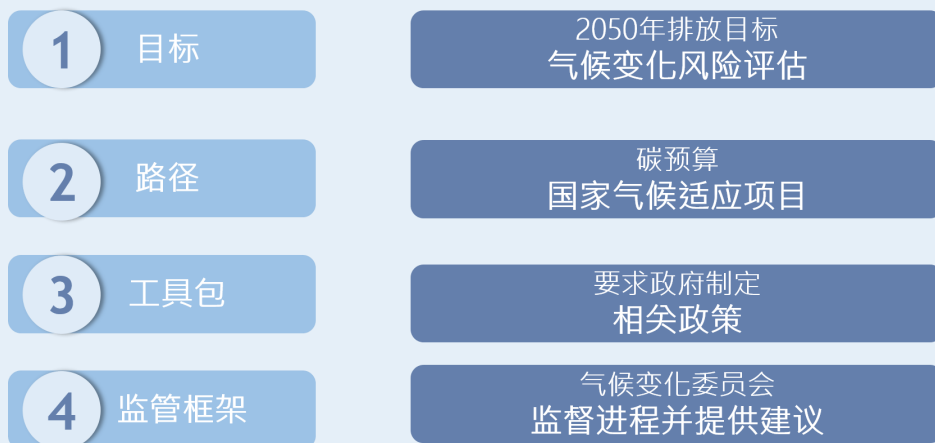 1 目标
2050年排放目标
气候变化风险评估
2 路径
碳预算
国家气候适应项目
3 工具包
要求政府制定
相关政策
4 监管框架
气候变化委员会
监督进程并提供建议